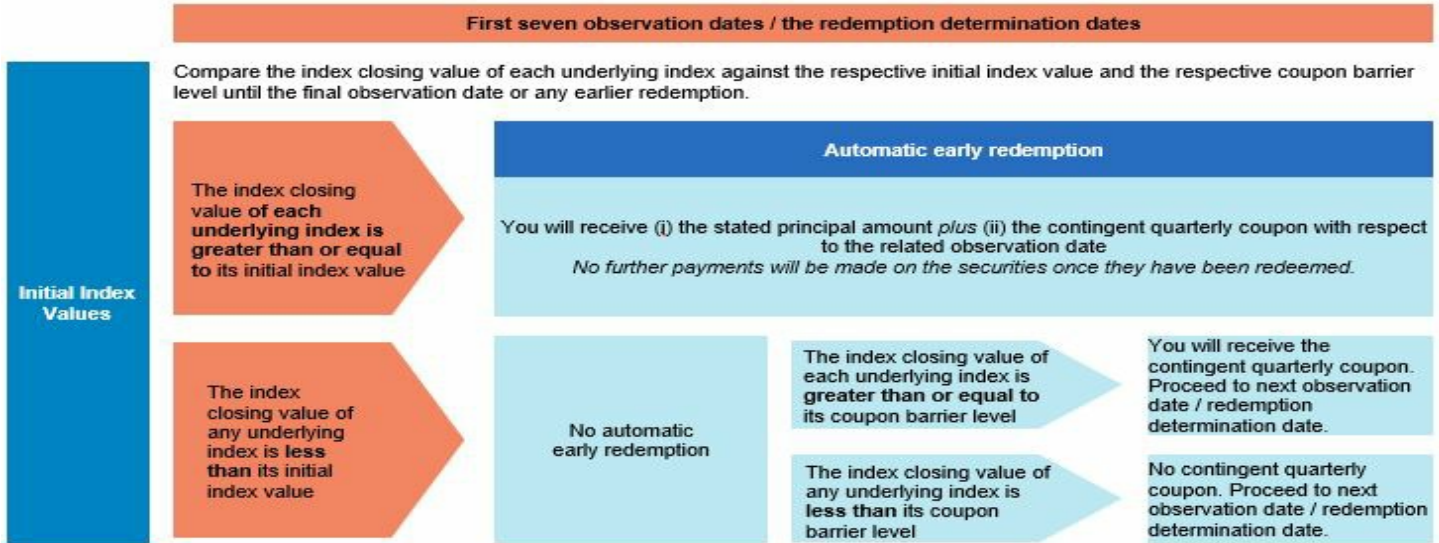 First seven observation dates / the redemption determination dates
Compare the index closing value of each underlying index against the respective initial index value and the respective coupon barrier
level until the final observation date or any earlier redemption.
Initial Index
Values
The index closing
value of each
underlying index is
greater than or equal
to its initial index value
Automatic early redemption
You will receive (i) the stated principal amount plus (ii) the contingent quarterly coupon with respect
to the related observation date
No further payments will be made on the securities once they have been redeemed.
The index
closing value of
any underlying
index is less
than its initial
index value
No automatic
early redemption
The index closing value of
each underlying index is
greater than or equal to
its coupon barrier level
You will receive the
contingent quarterly coupon.
Proceed to next observation
date / redemption
determination date.
The index closing value of
any underlying index is
less than its coupon
barrier level
No contingent quarterly
coupon. Proceed to next
observation date / redemption
determination date.